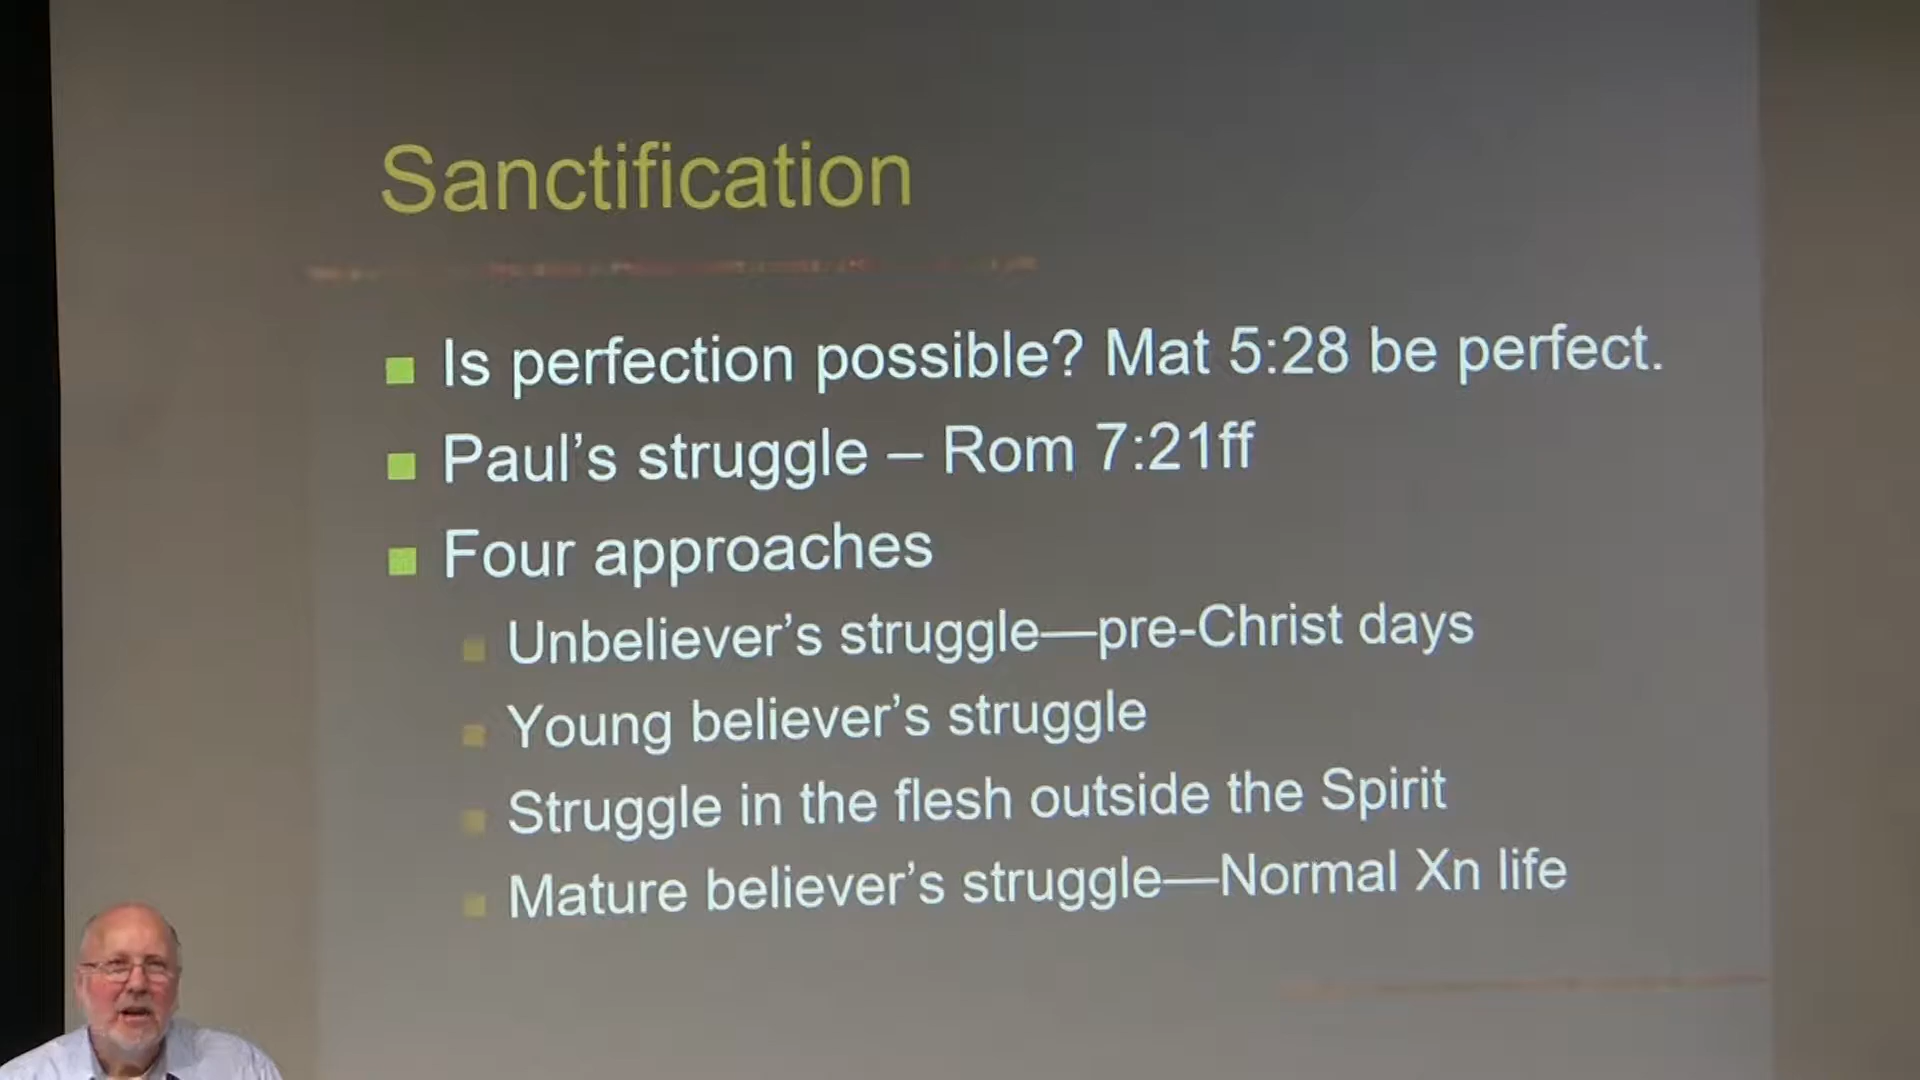 Sanctification
Is perfection possible? Mat 5:28 be perfect.
Paul's struggle – Rom 7:21ff
Four approaches
Unbeliever's struggle—pre-Christ days
Young believer's struggle
Struggle in the flesh outside the Spirit
Mature believer's struggle—Normal Xn life